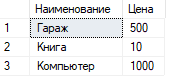 Наименование Цена
1 Гараж 500
2 Книга 10
3 Компьютер 1000